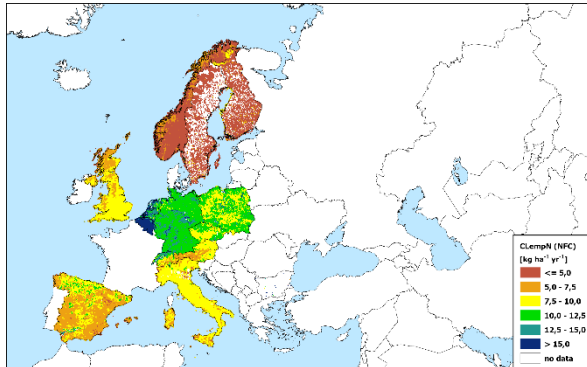 CLempN (NFC)
[kg ha⁻¹ yr⁻¹]
<= 5,0
5,0 - 7,5
7,5 - 10,0
10,0 - 12,5
12,5 - 15,0
> 15,0
no data